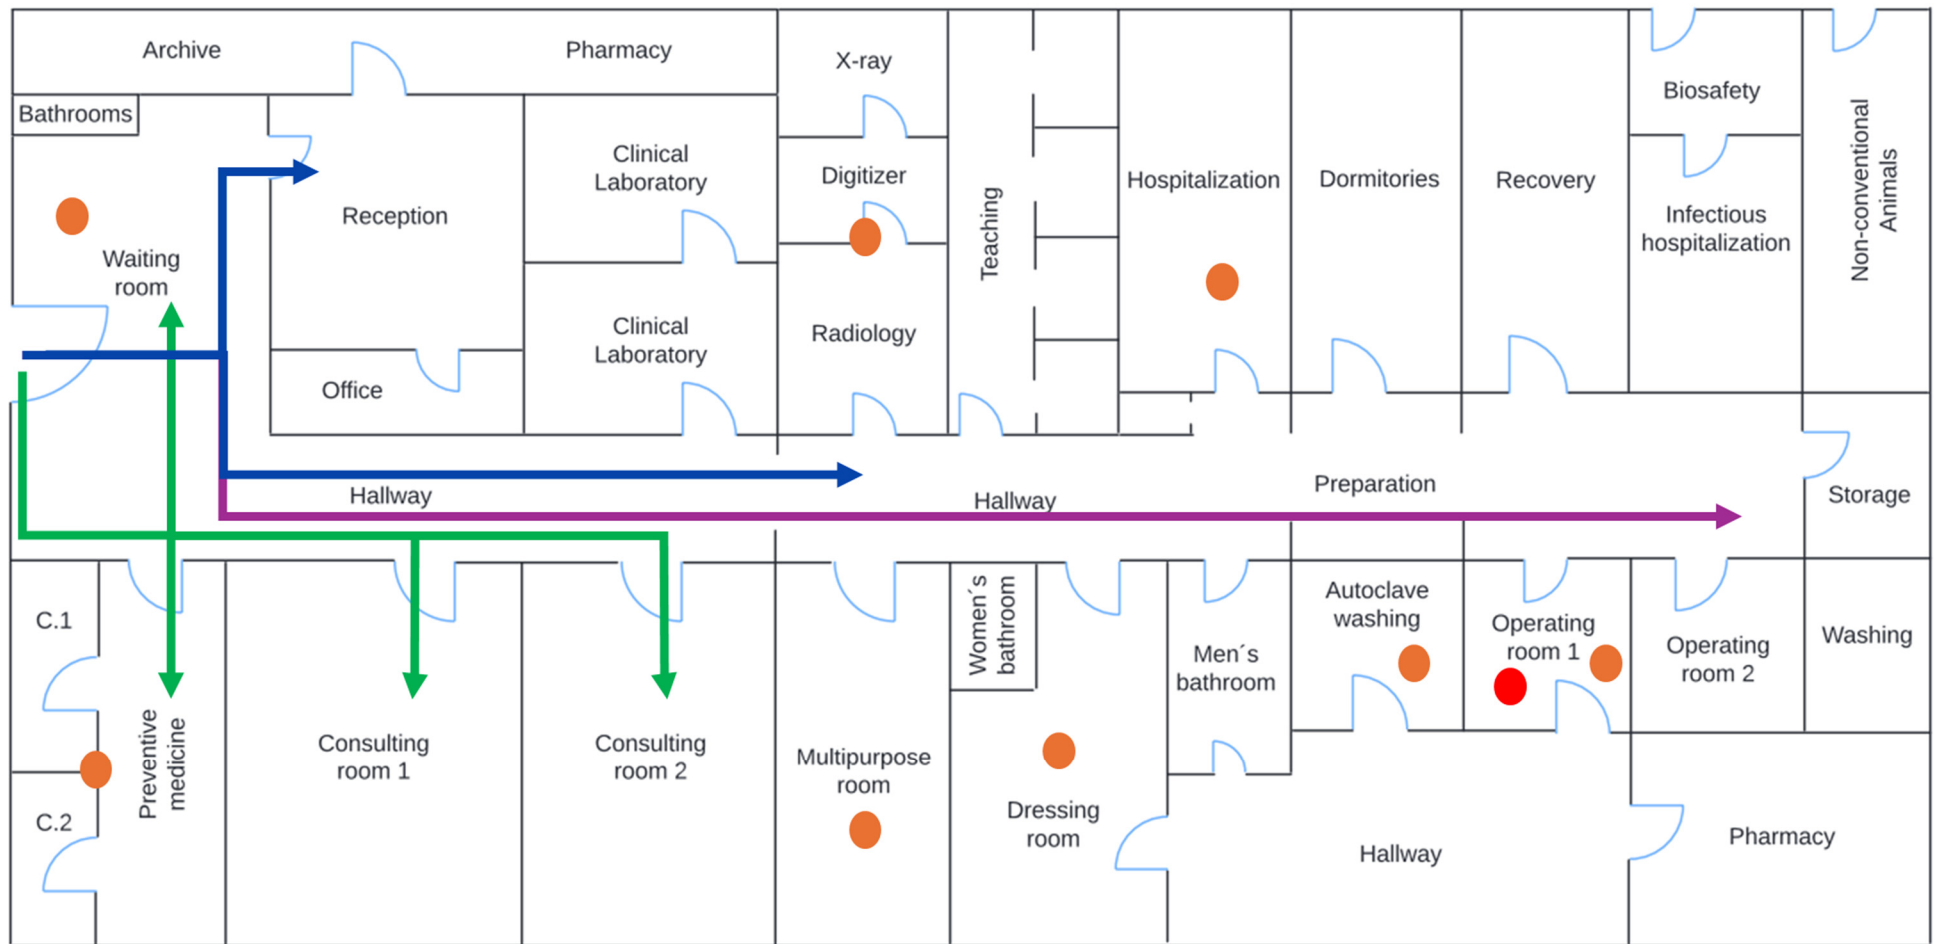 Archive
Pharmacy
X-ray
Biosafety
Bathrooms
Clinical
Laboratory
Digitizer
Teaching
Hospitalization
Dormitories
Recovery
Infectious
hospitalization
Non-conventional
Animals
Reception
Waiting
room
Clinical
Laboratory
Radiology
Office
Hallway
Hallway
Preparation
Storage
C.1
Women´s
bathroom
Men´s
bathroom
Autoclave
washing
Operating
room 1
Operating
room 2
Washing
Preventive
medicine
Consulting
room 1
Consulting
room 2
Multipurpose
room
Dressing
room
C.2
Hallway
Pharmacy